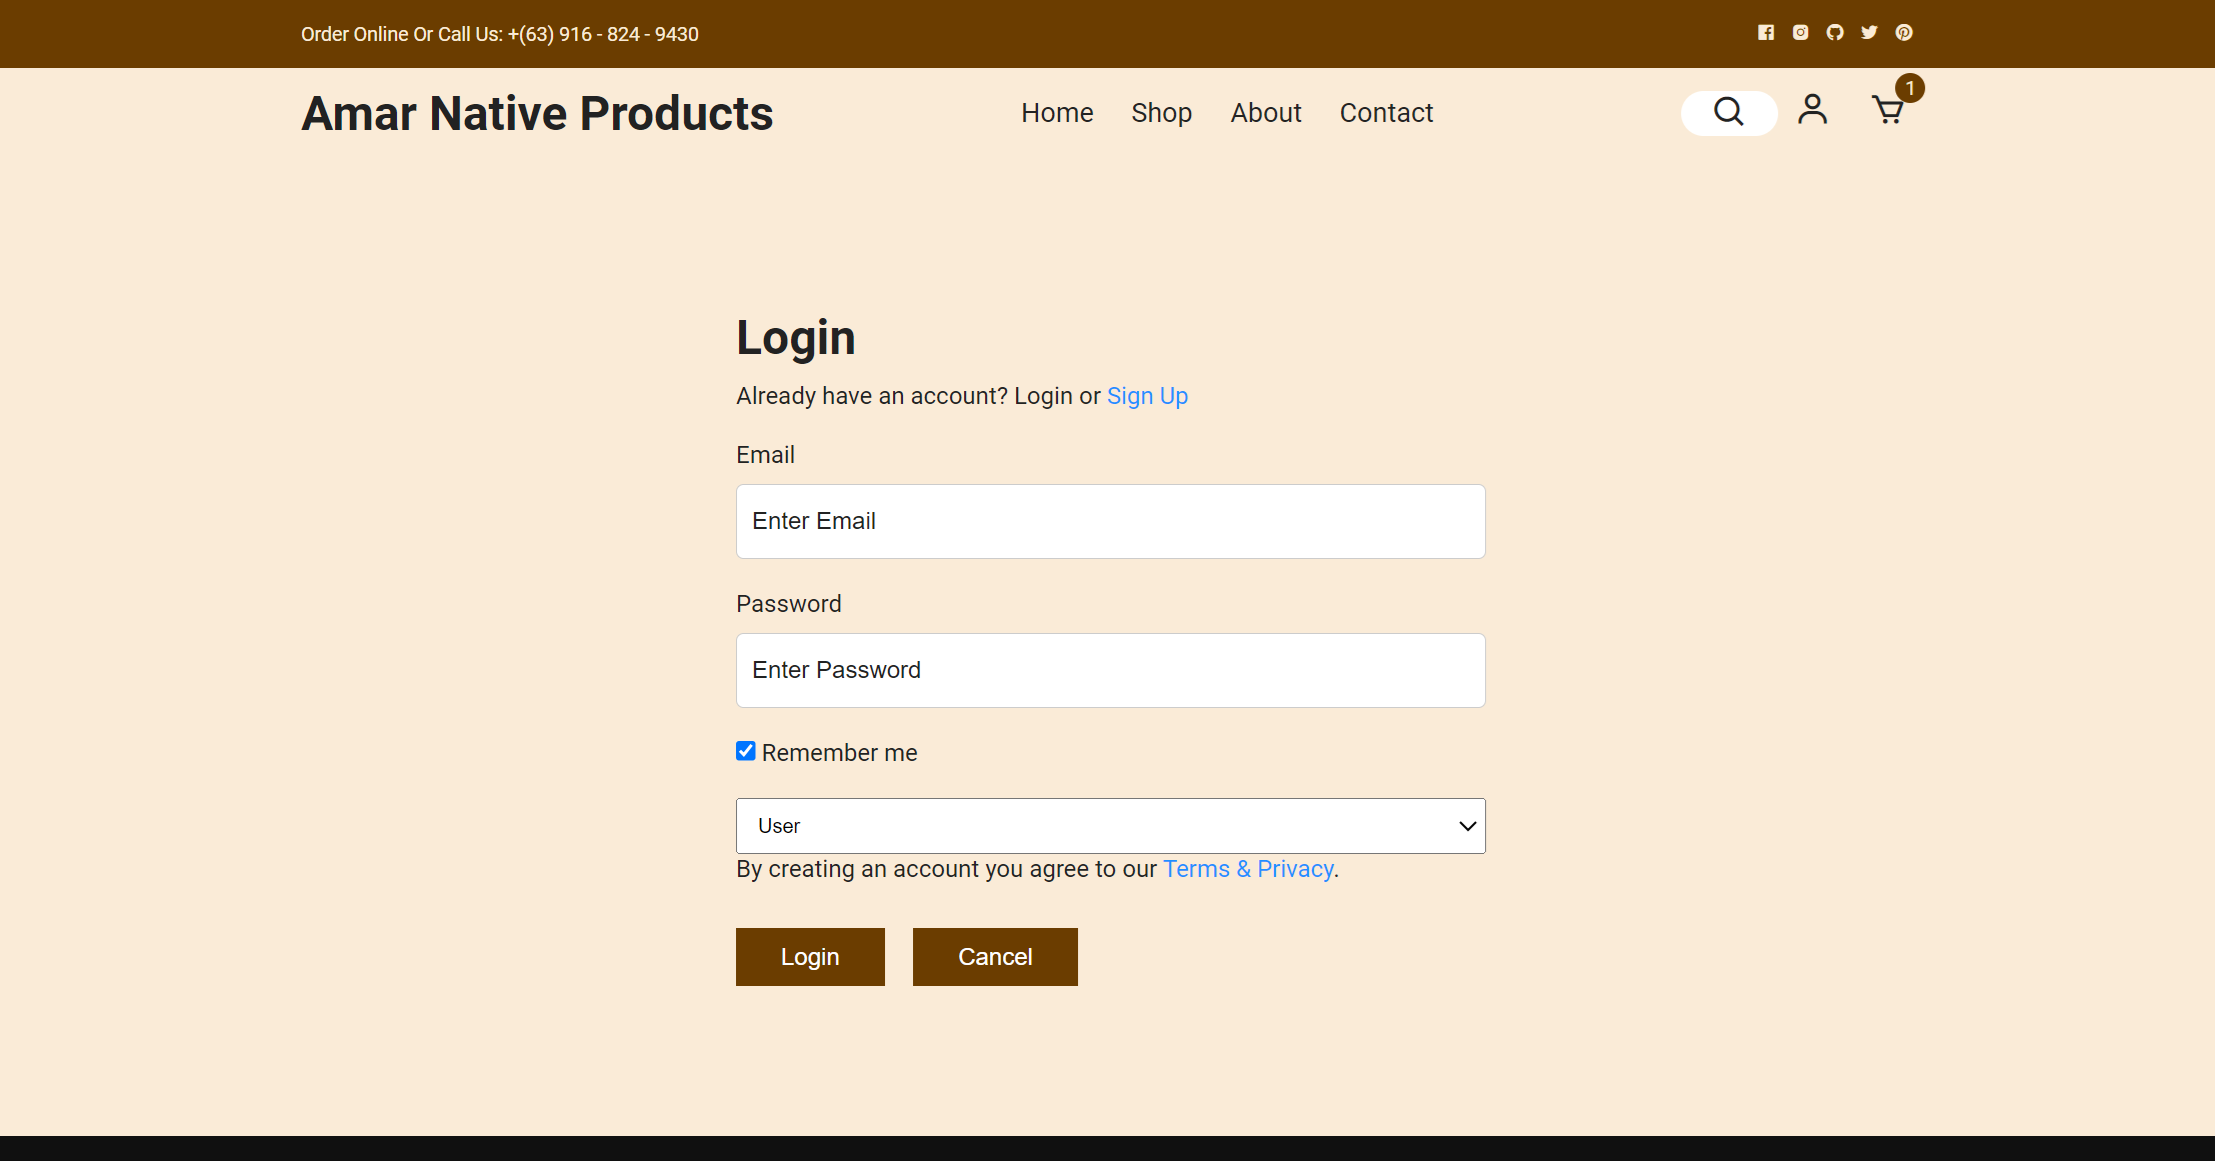 Order Online Or Call Us: +(63) 916 - 824 - 9430
Amar Native Products
Home Shop About Contact
1
Login
Already have an account? Login or Sign Up
Email
Enter Email
Password
Enter Password
Remember me
User
By creating an account you agree to our Terms & Privacy.
Login Cancel